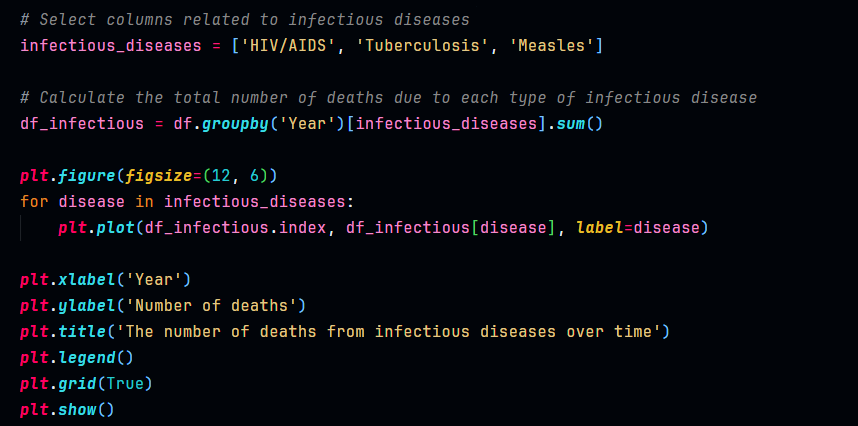 # Select columns related to infectious diseases
infectious_diseases = ['HIV/AIDS', 'Tuberculosis', 'Measles']
# Calculate the total number of deaths due to each type of infectious disease
df_infectious = df.groupby('Year')[infectious_diseases].sum()
plt.figure(figsize=(12, 6))
for disease in infectious_diseases:
    plt.plot(df_infectious.index, df_infectious[disease], label=disease)
plt.xlabel('Year')
plt.ylabel('Number of deaths')
plt.title('The number of deaths from infectious diseases over time')
plt.legend()
plt.grid(True)
plt.show()